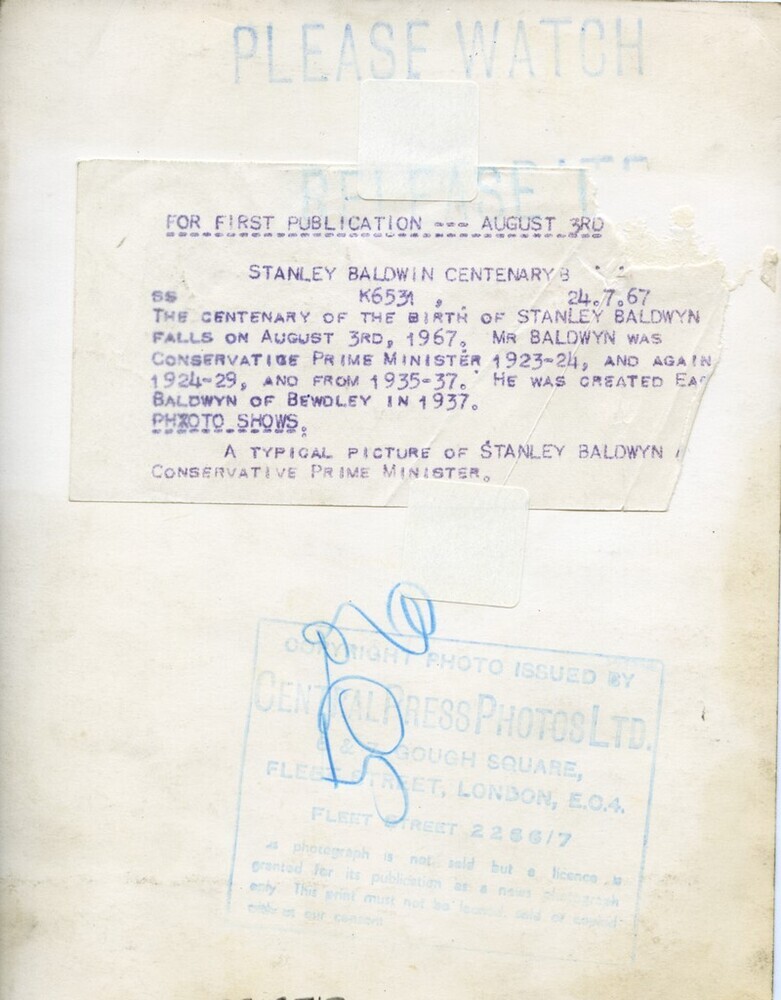 PLEASE WATCH
RELEASE
FOR FIRST PUBLICATION --- AUGUST 3RD
STANLEY BALDWIN CENTENARY
SS K6531 24.7.67
THE CENTENARY OF THE BIRTH OF STANLEY BALDWYN
FALLS ON AUGUST 3RD, 1967. MR BALDWYN WAS
CONSERVATIGE PRIME MINISTER 1923-24, AND AGAIN
1924-29, AND FROM 1935-37. HE WAS CREATED
BALDWYN OF BEWDLEY IN 1937.
PHXOTO SHOWS.
A TYPICAL PICTURE OF STANLEY BALDWYN
CONSERVATIVE PRIME MINISTER.
COPYRIGHT PHOTO ISSUED BY
CENTRAL PRESS PHOTOS LTD.
GOUGH SQUARE,
FLEET STREET, LONDON, E.C.4.
FLEET STREET 2266/7
photograph is not sold but a licence is
granted for its publication as a news photograph
only. This print must not be loaned, sold or copied
our consent